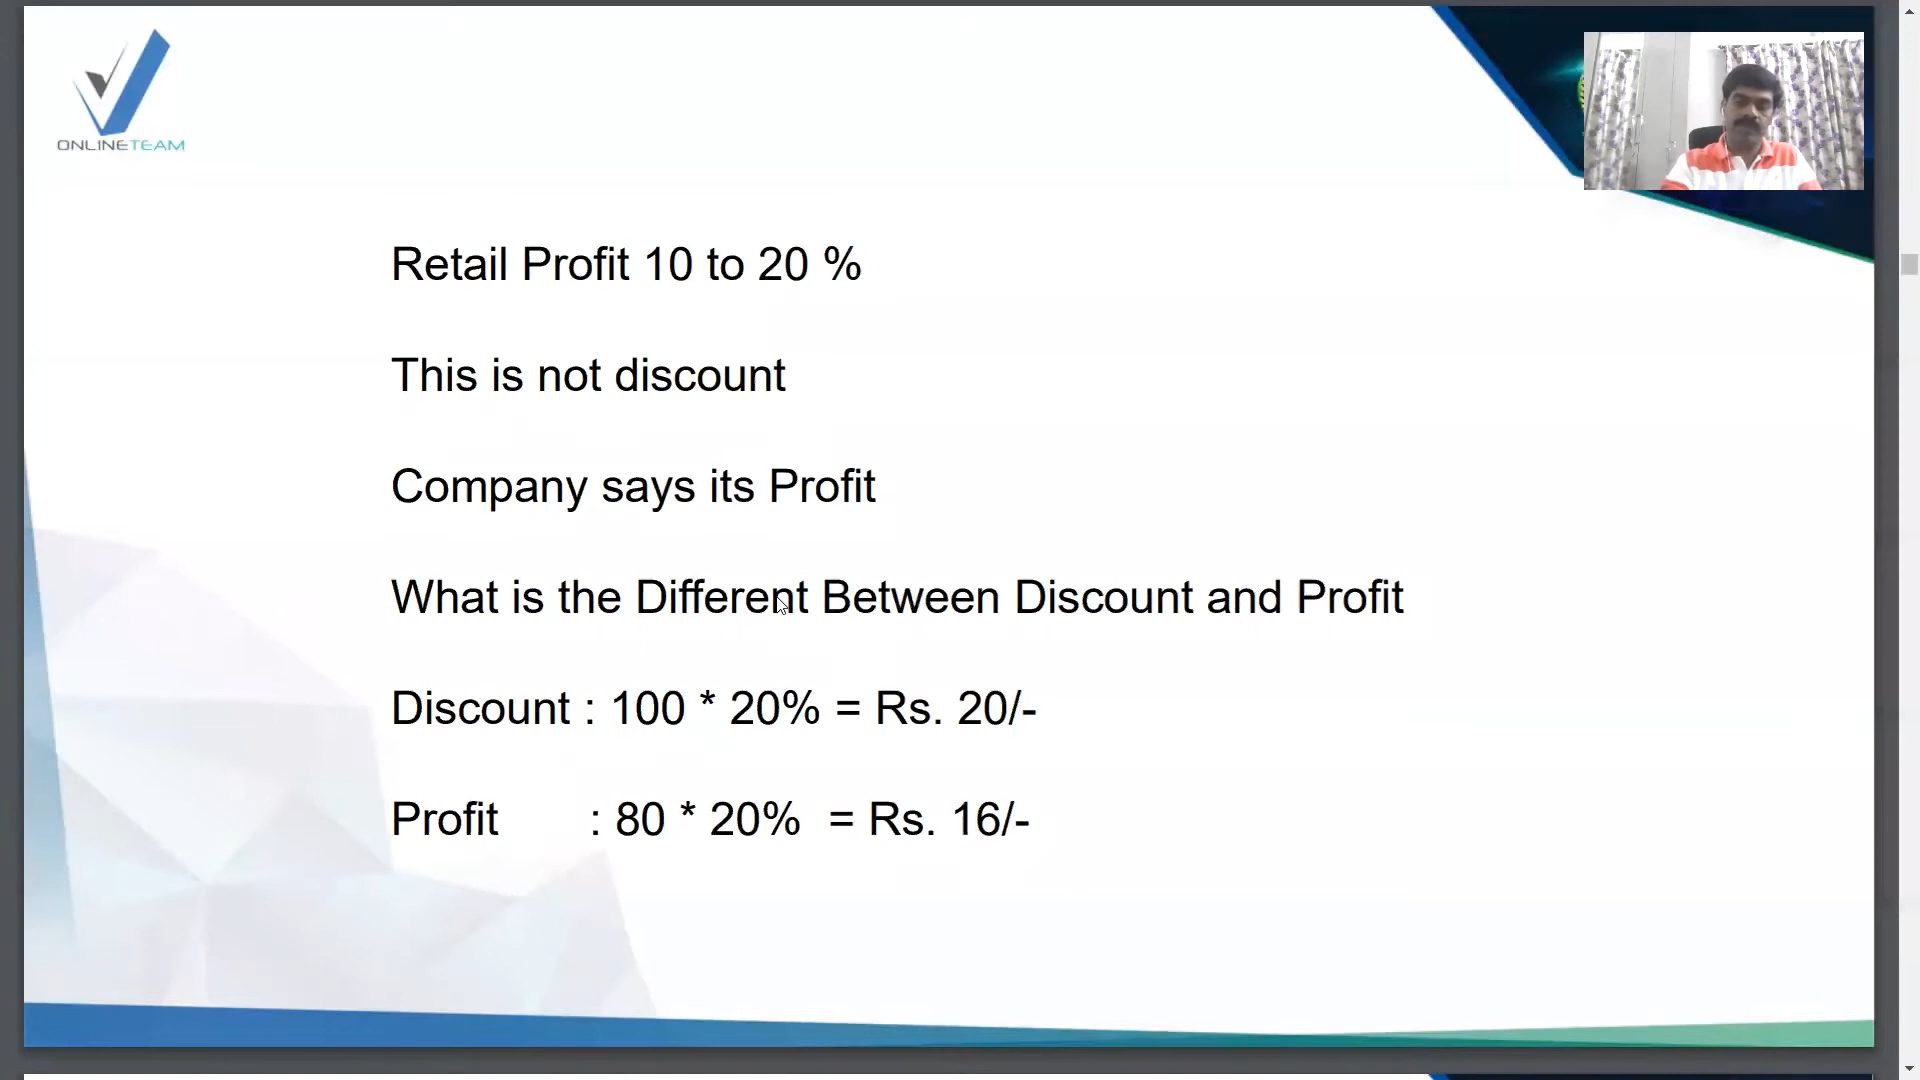 ONLINETEAM
Retail Profit 10 to 20 %
This is not discount
Company says its Profit
What is the Different Between Discount and Profit
Discount : 100 * 20% = Rs. 20/-
Profit : 80 * 20% = Rs. 16/-